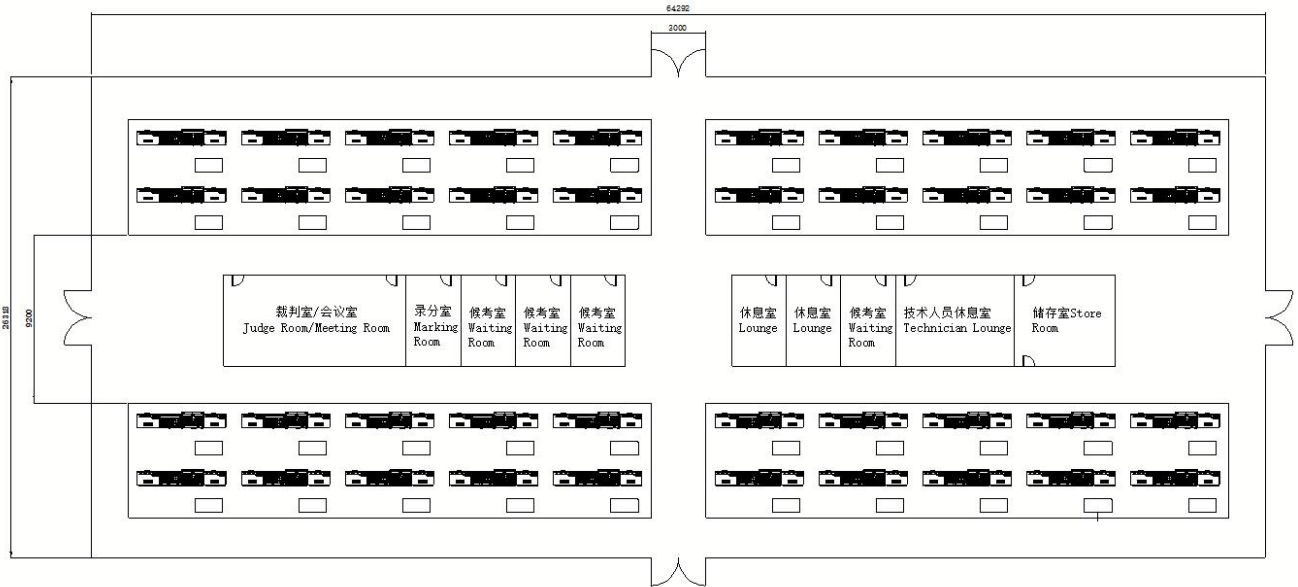 64292
3000
26318
9200
裁判室/会议室
Judge Room/Meeting Room
录分室
Marking
Room
候考室
Waiting
Room
候考室
Waiting
Room
候考室
Waiting
Room
休息室
Lounge
休息室
Lounge
候考室
Waiting
Room
技术人员休息室
Technician Lounge
储存室Store
Room